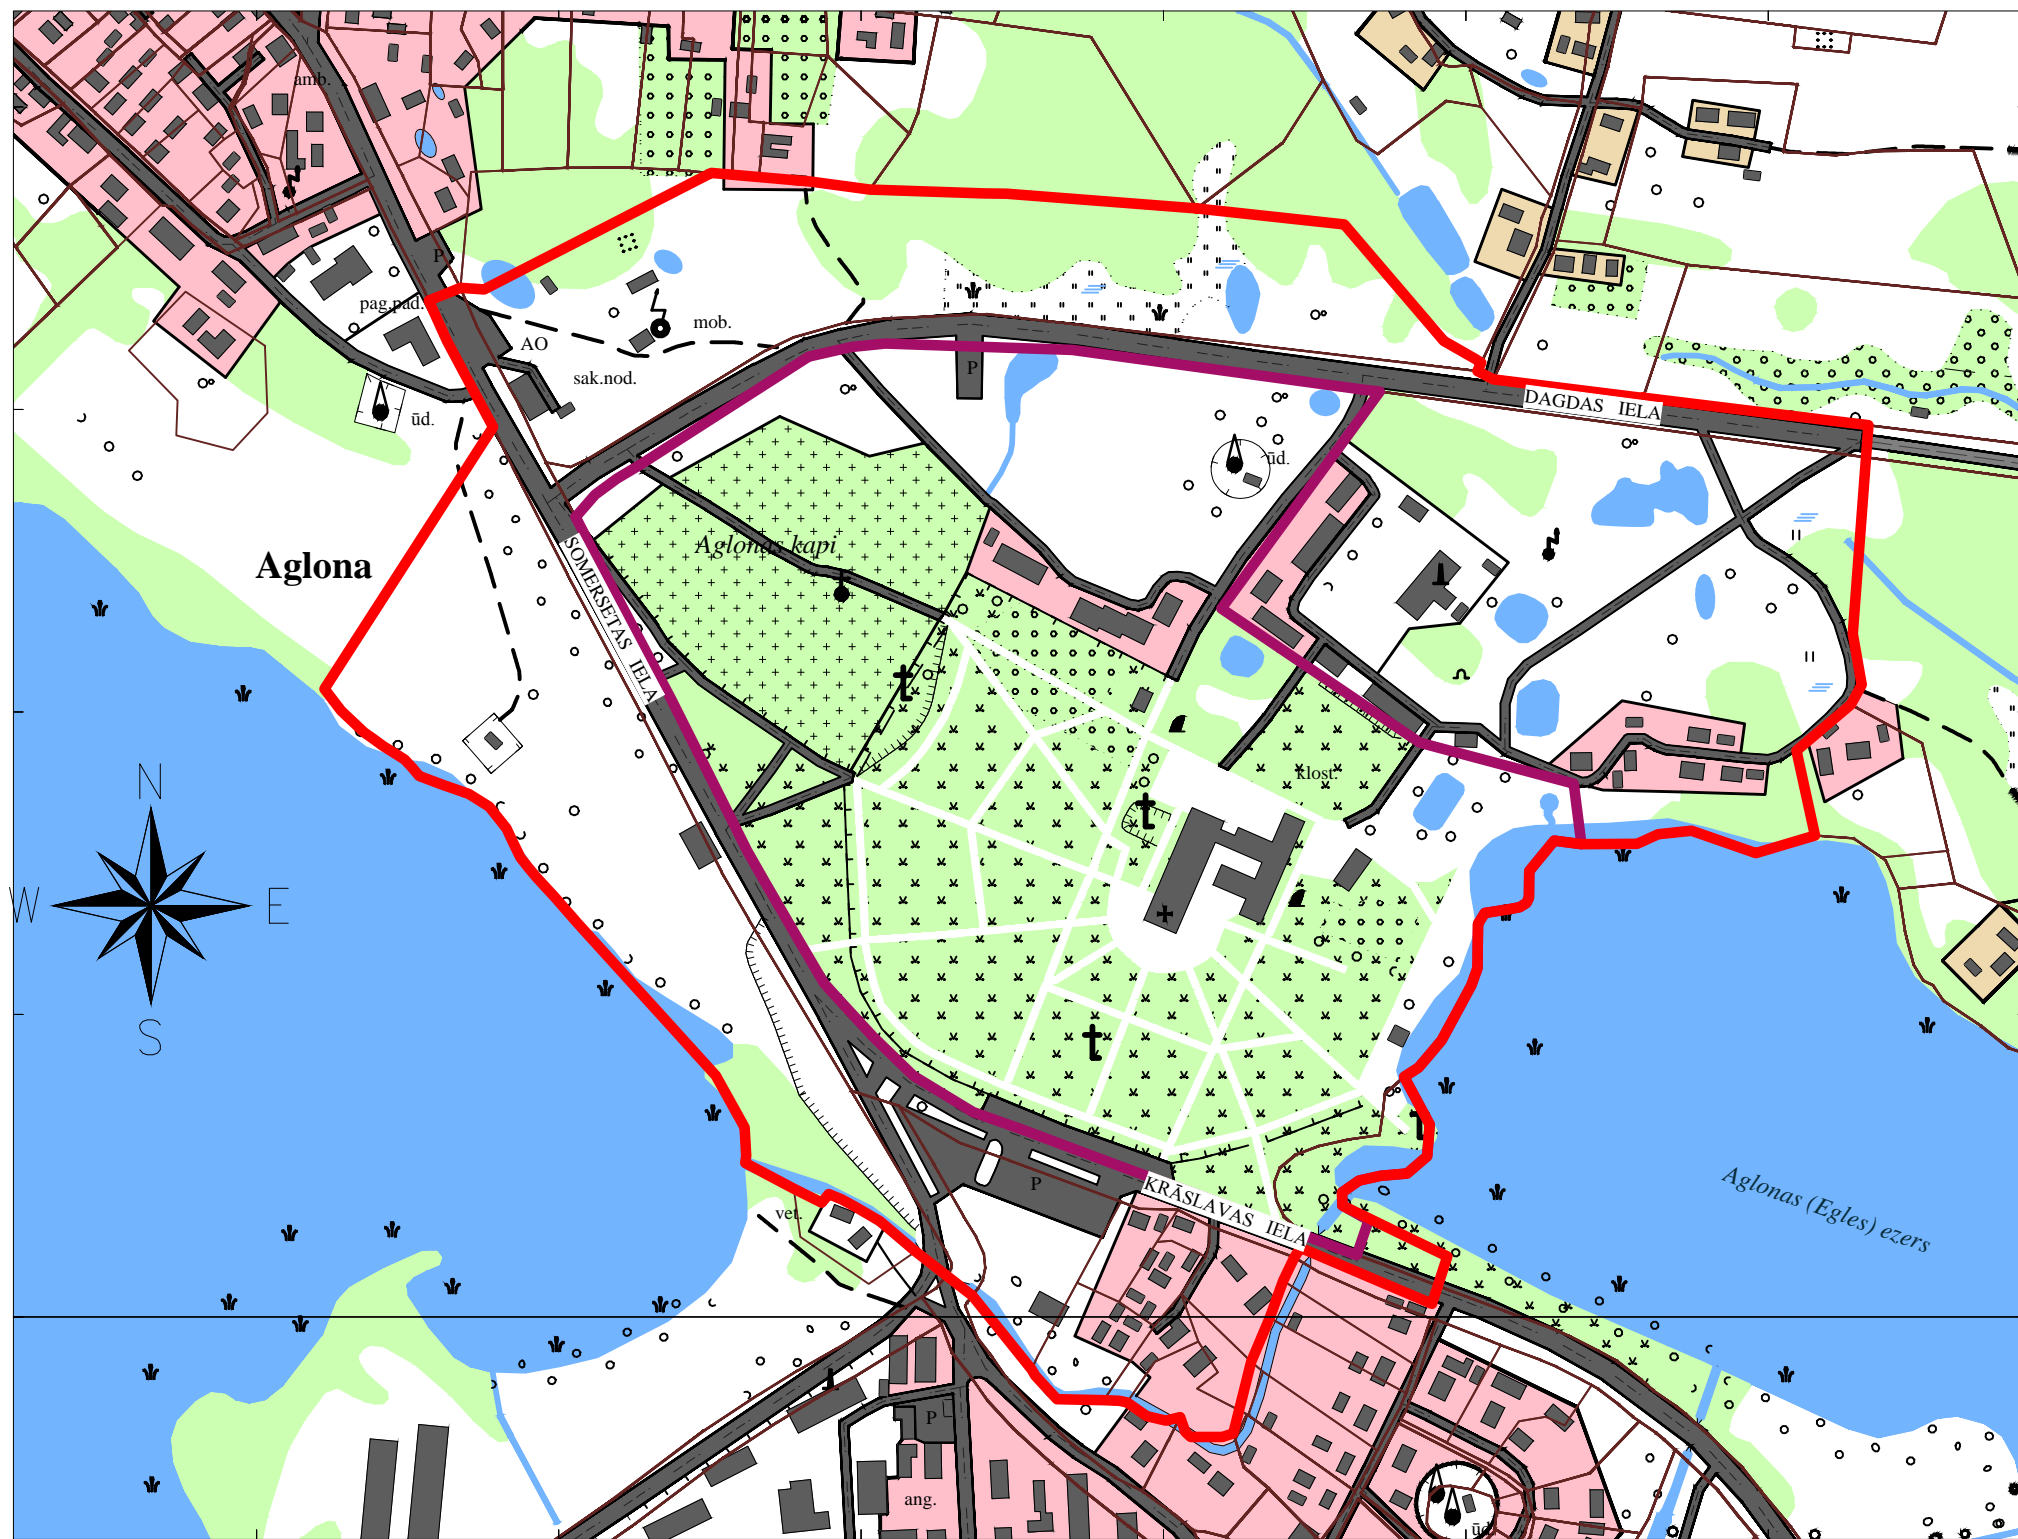 amb.
P
pag.pad.
AO
mob.
sak.nod.
ūd.
P
DAGDAS IELA
ūd.
Aglona
Aglonas kapi
SOMERSETAS IELA
klost.
N
W
E
S
P
KRĀSLAVAS IELA
vet.
Aglonas (Egles) ezers
P
ang.
ūd.